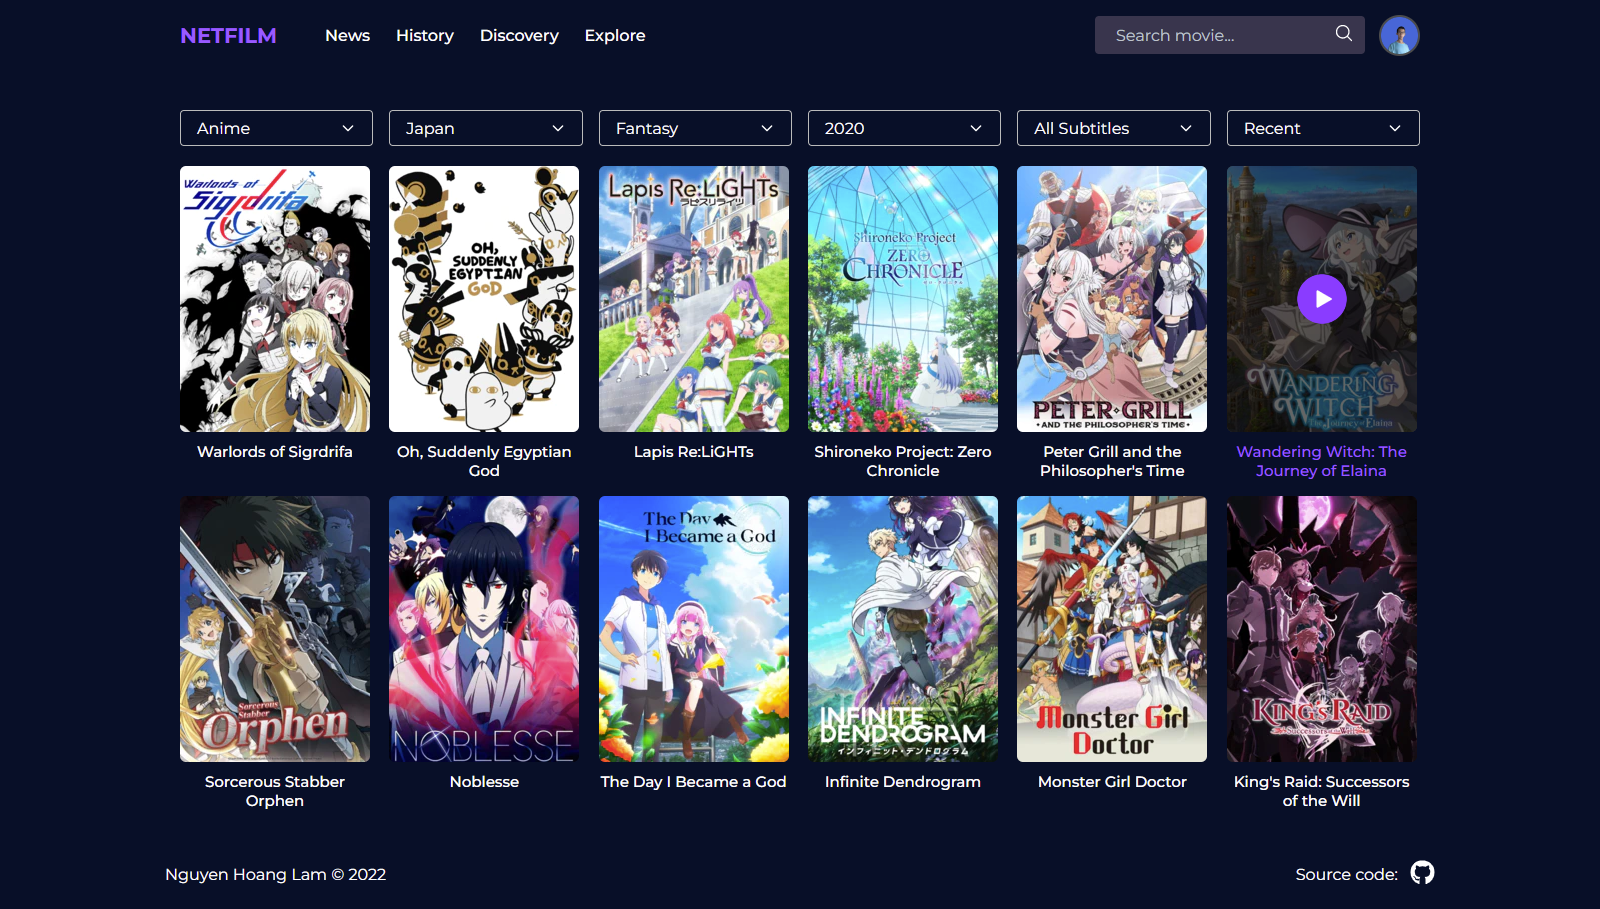 NETFILM
News
History
Discovery
Explore
Search movie...
Anime
Japan
Fantasy
2020
All Subtitles
Recent
Warlords of
Sigrdrifa
OH,
SUDDENLY
EGYPTIAN
GOD
Lapis Re:LiGHTs
ラピスリライツ
Shironeko Project
ZERO
CHRONICLE
PETER GRILL
AND THE PHILOSOPHER'S TIME
WANDERING
WITCH
The Journey of Elaina
Warlords of Sigrdrifa
Oh, Suddenly Egyptian
God
Lapis Re:LiGHTs
Shironeko Project: Zero
Chronicle
Peter Grill and the
Philosopher's Time
Wandering Witch: The
Journey of Elaina
Sorcerous
Stabber
Orphen
NOBLESSE
The Day
I Became a God
INFINITE
DENDROGRAM
インフィニット・デンドログラム
Monster Girl
Doctor
KING'S RAID
Successors of the Will
Sorcerous Stabber
Orphen
Noblesse
The Day I Became a God
Infinite Dendrogram
Monster Girl Doctor
King's Raid: Successors
of the Will
Nguyen Hoang Lam © 2022
Source code: